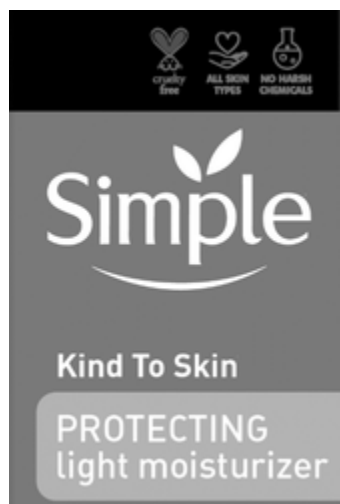 cruelty
free
ALL SKIN
TYPES
NO HARSH
CHEMICALS
Simple
Kind To Skin
PROTECTING
light moisturizer